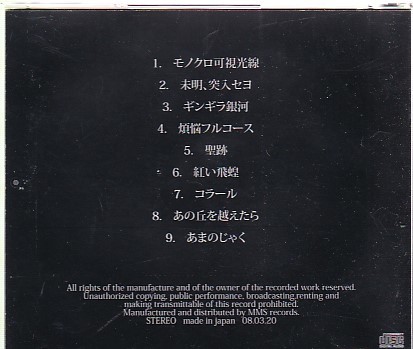 1. モノクロ可視光線
2. 未明、突入セヨ
3. ギンギラ銀河
4. 煩悩フルコース
5. 聖跡
6. 紅い飛蝗
7. コラール
8. あの丘を越えたら
9. あまのじゃく
All rights of the manufacture and of the owner of the recorded work reserved.
Unauthorized copying, public performance, broadcasting,renting and
making transmittable of this record prohibited.
Manufactured and distributed by MMS records.
STEREO made in japan 08.03.20
DISC
DIGITAL AUDIO